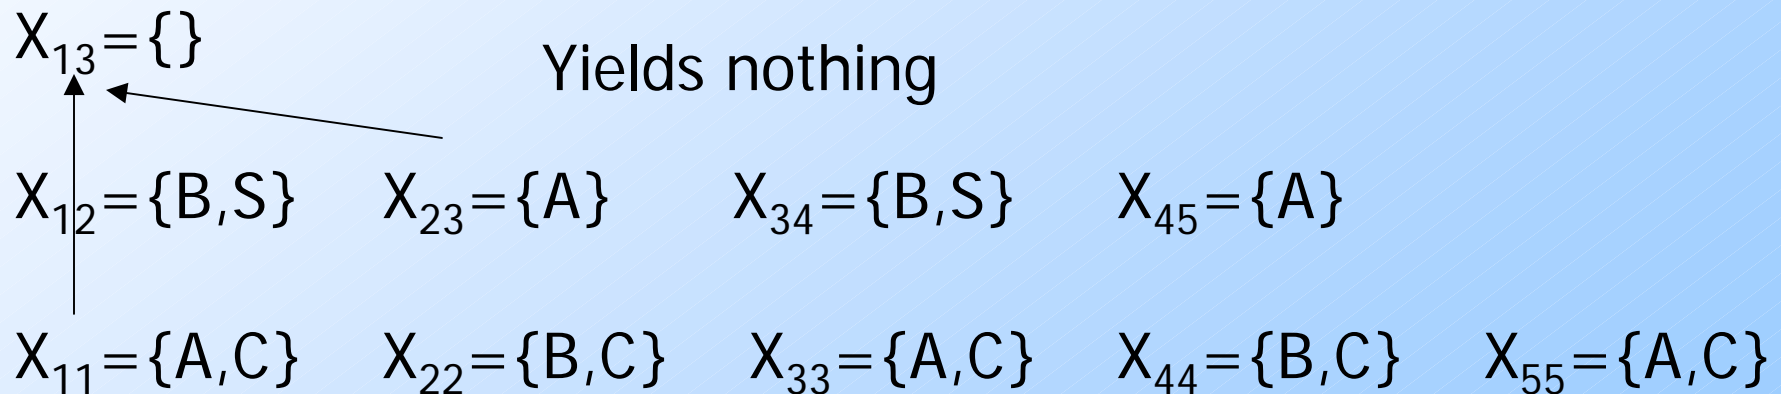 X₁₃={}
Yields nothing
X₁₂={B,S} X₂₃={A} X₃₄={B,S} X₄₅={A}
X₁₁={A,C} X₂₂={B,C} X₃₃={A,C} X₄₄={B,C} X₅₅={A,C}